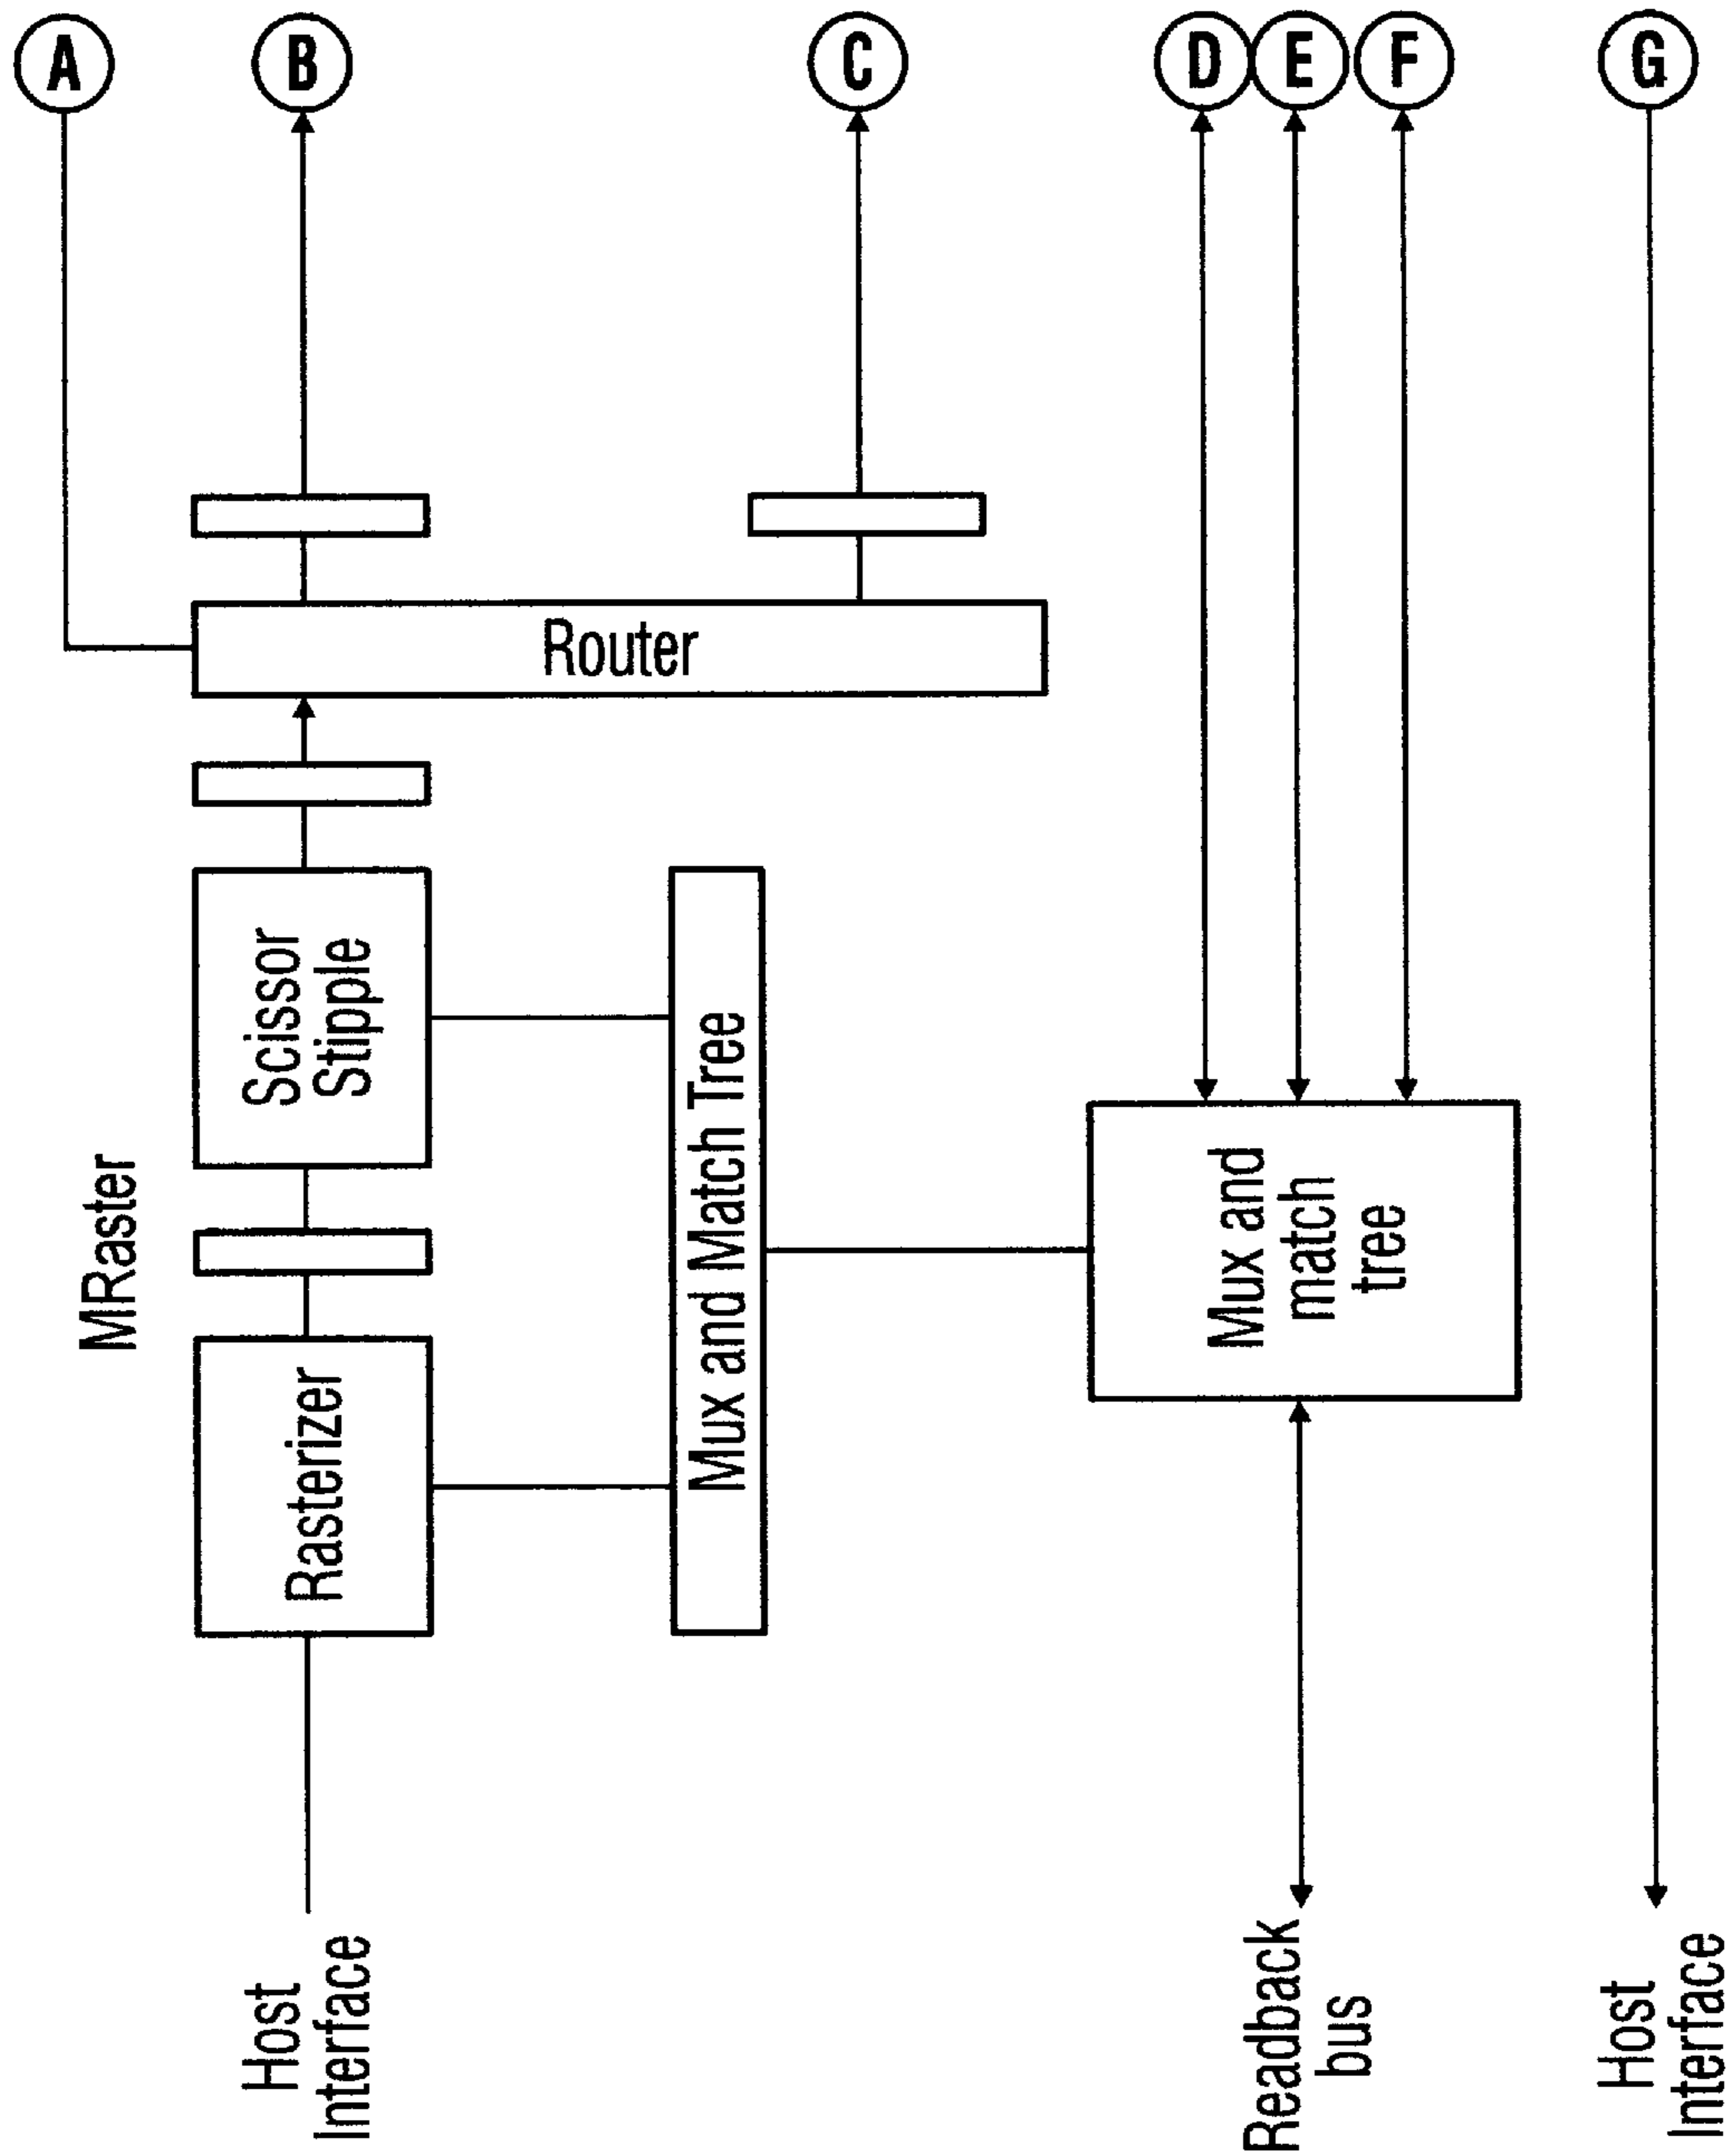 MRaster
Host
Interface
Rasterizer
Scissor
Stipple
Router
A
B
C
Mux and Match Tree
Mux and
match
tree
Readback
bus
D
E
F
Host
Interface
G